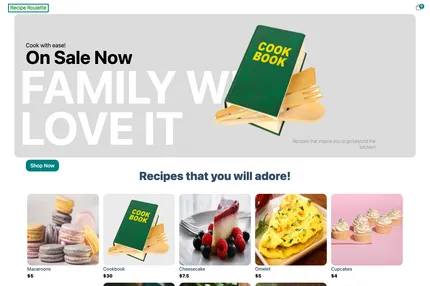 Recipe Roulette
0
Cook with ease!
On Sale Now
FAMILY W
LOVE IT
COOK
BOOK
Recipes that inspire you to go beyond the
kitchen!
Shop Now
Recipes that you will adore!
COOK
BOOK
Macaroons
$5
Cookbook
$30
Cheesecake
$7.5
Omelet
$5
Cupcakes
$4